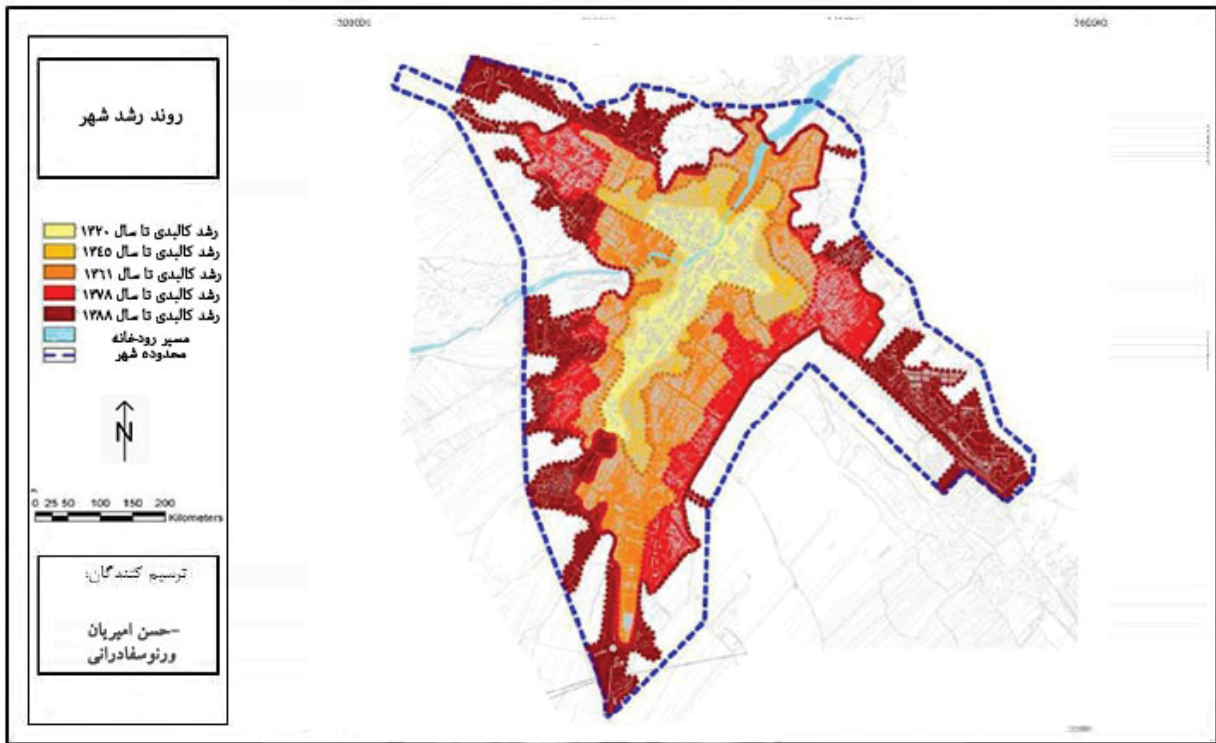 روند رشد شهر
رشد کالبدی تا سال ۱۳۲۰
رشد کالبدی تا سال ۱۳٤٥
رشد کالبدی تا سال ۱۳٦۱
رشد کالبدی تا سال ۱۳۷۸
رشد کالبدی تا سال ۱۳۸۸
مسیر رودخانه
محدوده شهر
N
0 25 50 100 150 200
Kilometers
ترسیم کنندگان:
-حسن امیریان
ورنوسفادرانی